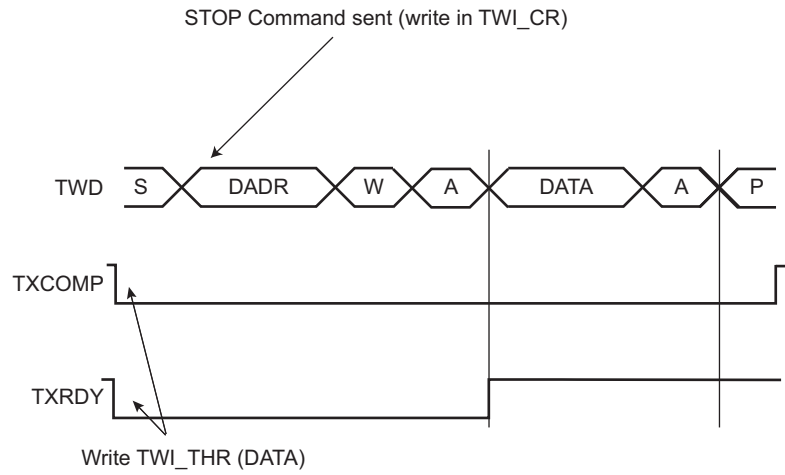 STOP Command sent (write in TWI_CR)
TWD S DADR W A DATA A P
TXCOMP
TXRDY
Write TWI_THR (DATA)